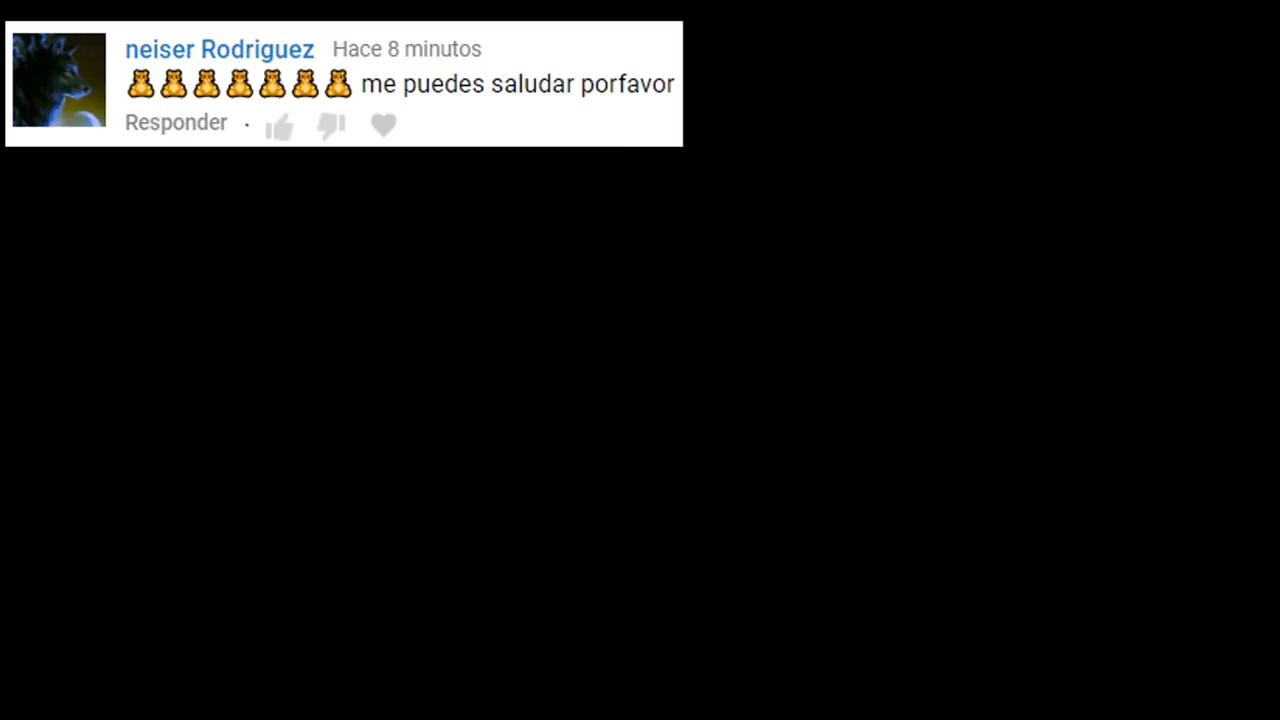 neiser Rodriguez Hace 8 minutos
🧸🧸🧸🧸🧸🧸🧸 me puedes saludar porfavor
Responder ·